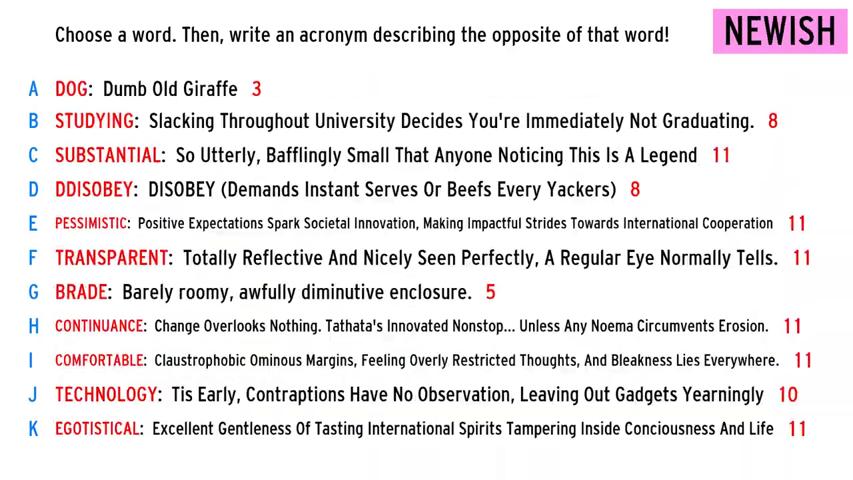 Choose a word. Then, write an acronym describing the opposite of that word!
NEWISH
A DOG: Dumb Old Giraffe 3
B STUDYING: Slacking Throughout University Decides You're Immediately Not Graduating. 8
C SUBSTANTIAL: So Utterly, Bafflingly Small That Anyone Noticing This Is A Legend 11
D DDISOBEY: DISOBEY (Demands Instant Serves Or Beefs Every Yackers) 8
E PESSIMISTIC: Positive Expectations Spark Societal Innovation, Making Impactful Strides Towards International Cooperation 11
F TRANSPARENT: Totally Reflective And Nicely Seen Perfectly, A Regular Eye Normally Tells. 11
G BRADE: Barely roomy, awfully diminutive enclosure. 5
H CONTINUANCE: Change Overlooks Nothing. Tathata's Innovated Nonstop... Unless Any Noema Circumvents Erosion. 11
I COMFORTABLE: Claustrophobic Ominous Margins, Feeling Overly Restricted Thoughts, And Bleakness Lies Everywhere. 11
J TECHNOLOGY: Tis Early, Contraptions Have No Observation, Leaving Out Gadgets Yearningly 10
K EGOTISTICAL: Excellent Gentleness Of Tasting International Spirits Tampering Inside Conciousness And Life 11